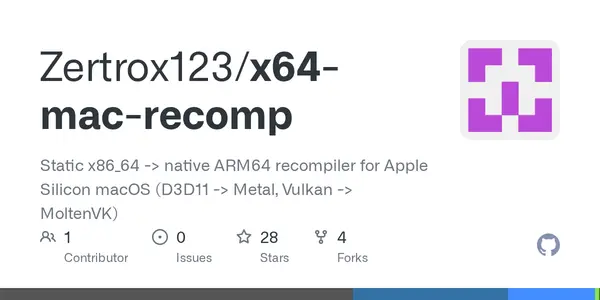 Zertrox123/x64-
mac-recomp
Static x86_64 -> native ARM64 recompiler for Apple
Silicon macOS (D3D11 -> Metal, Vulkan ->
MoltenVK)
1 0 28 4
Contributor Issues Stars Forks